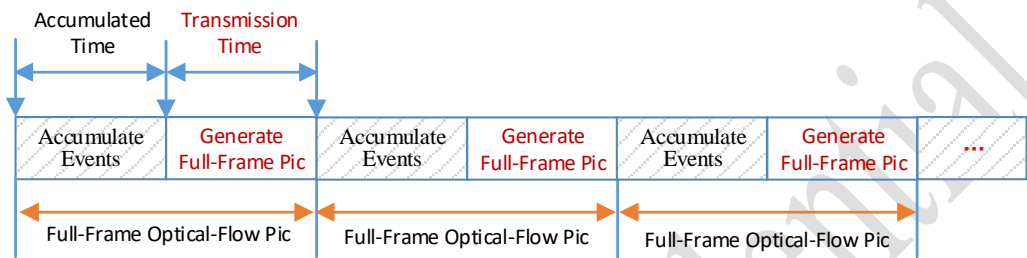 Accumulated
Time
Transmission
Time
Accumulate
Events
Generate
Full-Frame Pic
Accumulate
Events
Generate
Full-Frame Pic
Accumulate
Events
Generate
Full-Frame Pic
...
Full-Frame Optical-Flow Pic
Full-Frame Optical-Flow Pic
Full-Frame Optical-Flow Pic